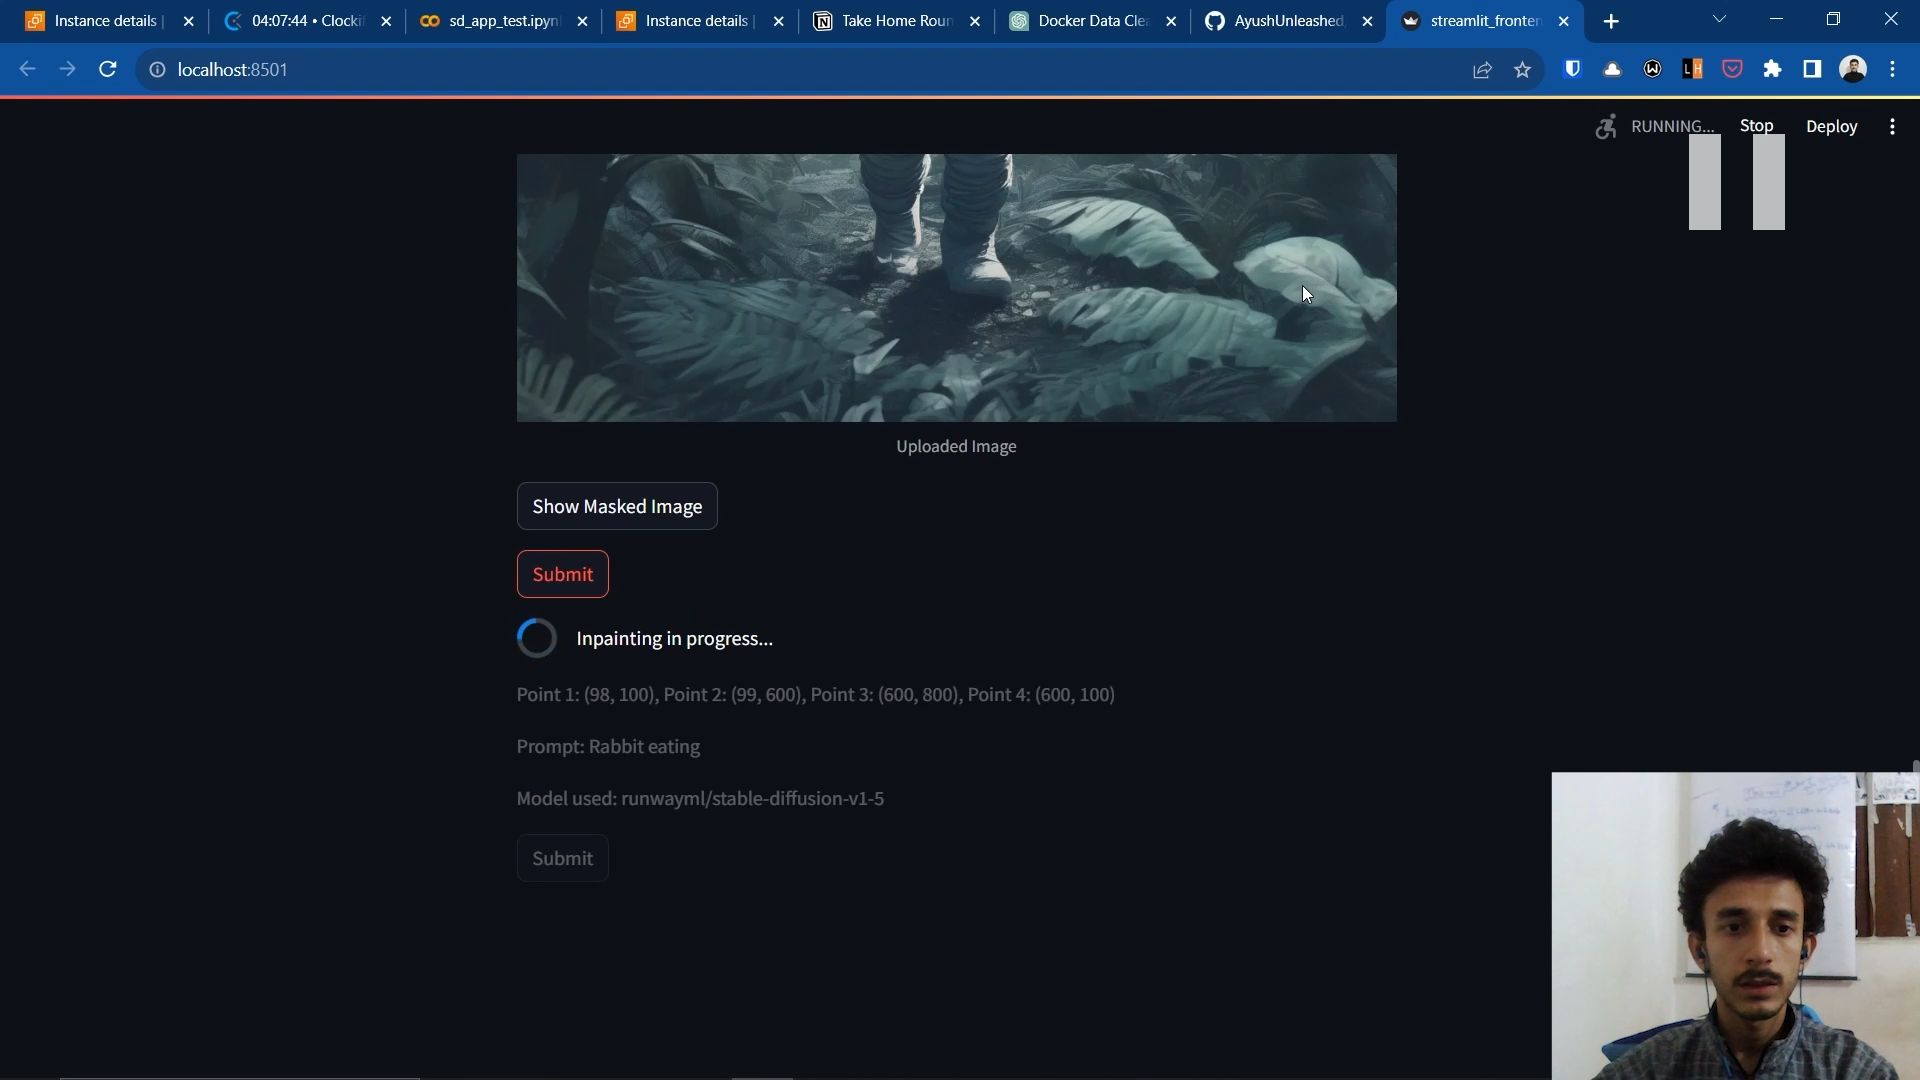 Instance details
04:07:44 • Clockif
sd_app_test.ipyn
Instance details
Take Home Roun
Docker Data Clea
AyushUnleashed
streamlit_fronten
localhost:8501
RUNNING...
Stop
Deploy
Uploaded Image
Show Masked Image
Submit
Inpainting in progress...
Point 1: (98, 100), Point 2: (99, 600), Point 3: (600, 800), Point 4: (600, 100)
Prompt: Rabbit eating
Model used: runwayml/stable-diffusion-v1-5
Submit